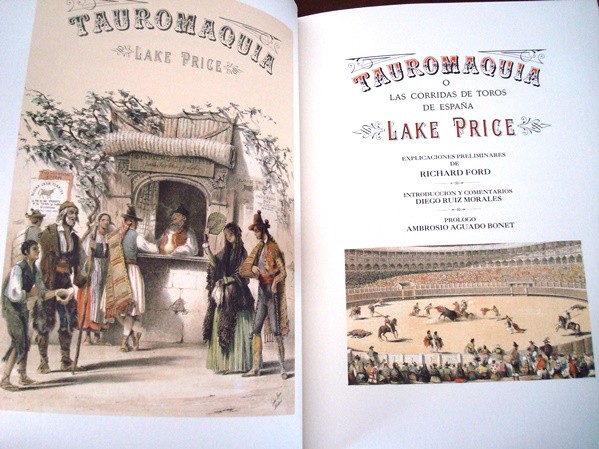 TAUROMAQUIA
LAKE PRICE
TAUROMAQUIA
O
LAS CORRIDAS DE TOROS
DE ESPAÑA
LAKE PRICE
EXPLICACIONES PRELIMINARES
DE
RICHARD FORD
INTRODUCCION Y COMENTARIOS
DIEGO RUIZ MORALES
PROLOGO
AMBROSIO AGUADO BONET